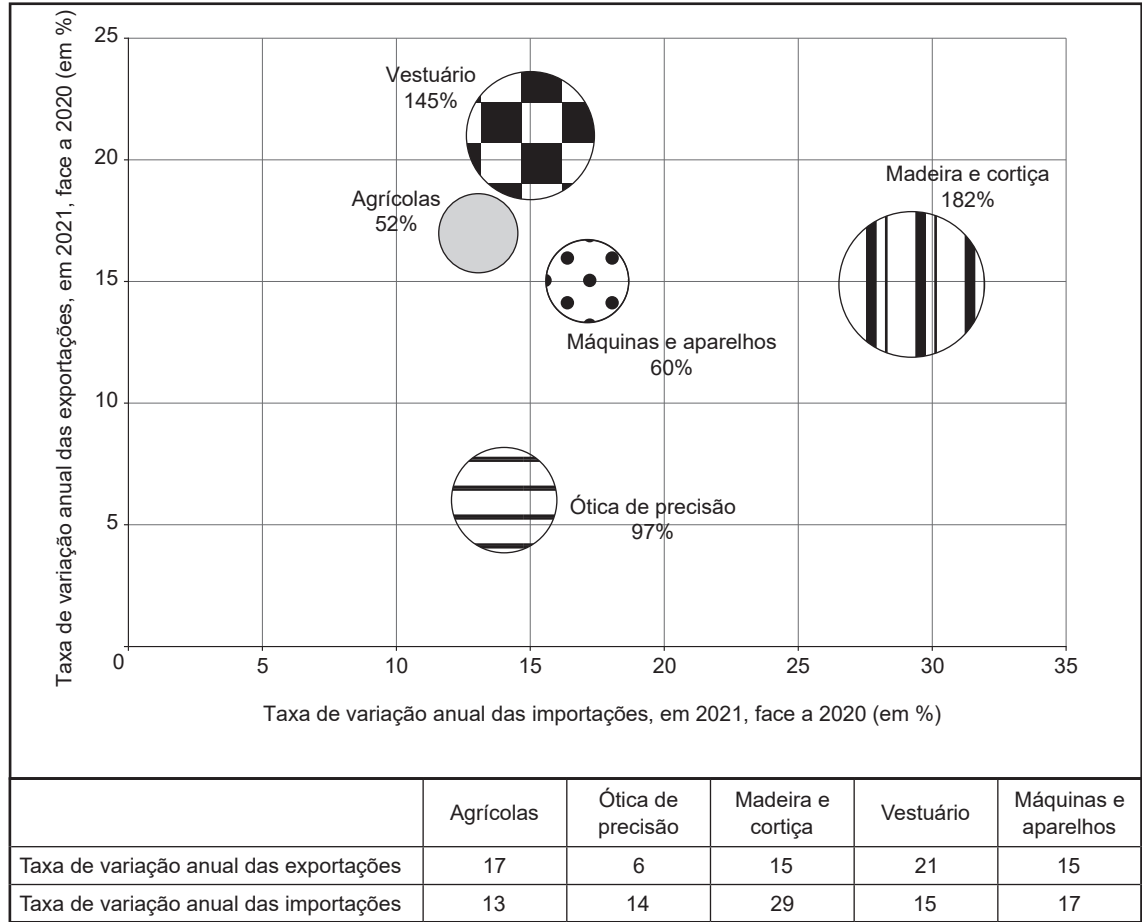 Taxa de variação anual das exportações, em 2021, face a 2020 (em %)
25
20
15
10
5
0
5
10
15
20
25
30
35
Vestuário
145%
Agrícolas
52%
Madeira e cortiça
182%
Máquinas e aparelhos
60%
Ótica de precisão
97%
Taxa de variação anual das importações, em 2021, face a 2020 (em %)
Agrícolas
Ótica de
precisão
Madeira e
cortiça
Vestuário
Máquinas e
aparelhos
Taxa de variação anual das exportações 17 6 15 21 15
Taxa de variação anual das importações 13 14 29 15 17